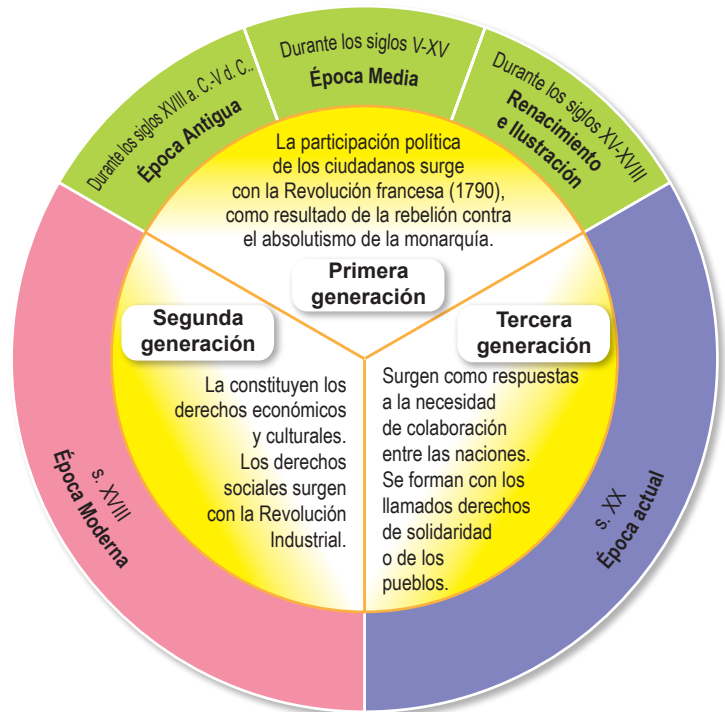 Durante los siglos XVIII a. C.-V d. C..
Época Antigua
Durante los siglos V-XV
Época Media
Durante los siglos XV-XVIII
Renacimiento
e Ilustración
La participación política
de los ciudadanos surge
con la Revolución francesa (1790),
como resultado de la rebelión contra
el absolutismo de la monarquía.
Primera
generación
Segunda
generación
La constituyen los
derechos económicos
y culturales.
Los derechos
sociales surgen
con la Revolución
Industrial.
s. XVIII
Época Moderna
Tercera
generación
Surgen como respuestas
a la necesidad
de colaboración
entre las naciones.
Se forman con los
llamados derechos
de solidaridad
o de los
pueblos.
s. XX
Época actual